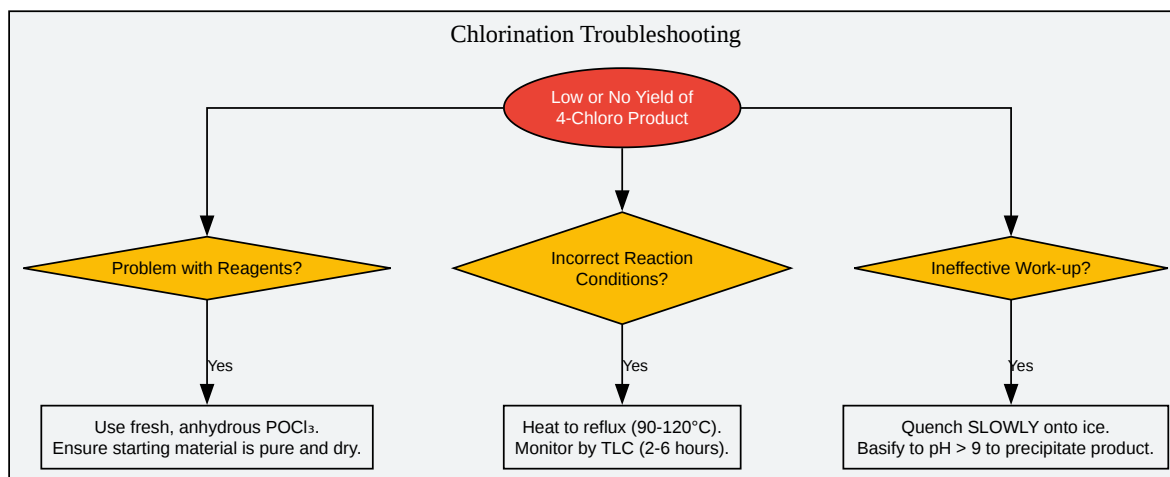 Chlorination Troubleshooting
Low or No Yield of
4-Chloro Product
Problem with Reagents?
Incorrect Reaction
Conditions?
Ineffective Work-up?
Yes
Yes
Yes
Use fresh, anhydrous POCl₃.
Ensure starting material is pure and dry.
Heat to reflux (90-120°C).
Monitor by TLC (2-6 hours).
Quench SLOWLY onto ice.
Basify to pH > 9 to precipitate product.